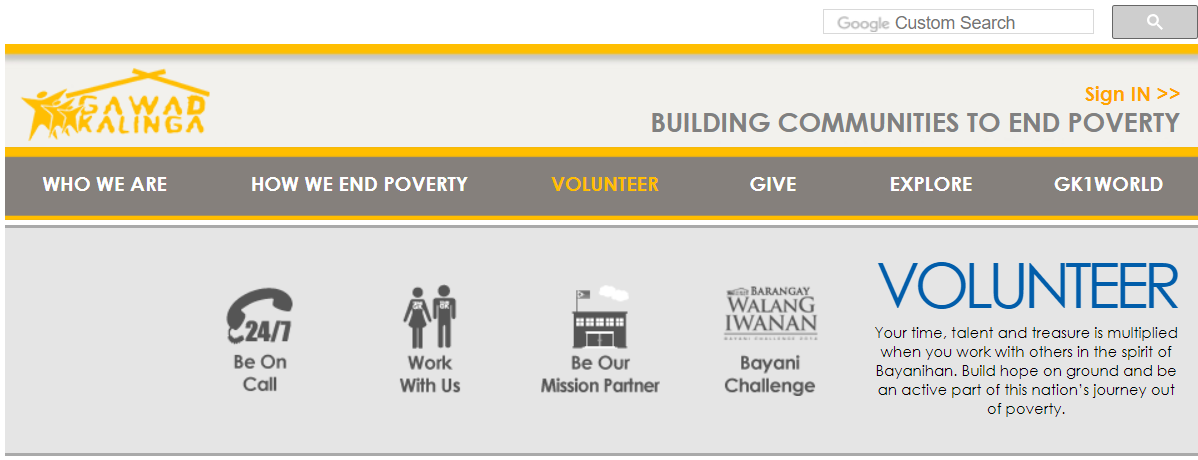 Google Custom Search
GAWAD
KALINGA
Sign IN >>
BUILDING COMMUNITIES TO END POVERTY
WHO WE ARE HOW WE END POVERTY VOLUNTEER GIVE EXPLORE GK1WORLD
24/7
Be On
Call
Work
With Us
Be Our
Mission Partner
BARANGAY
WALANG
IWANAN
Bayani
Challenge
VOLUNTEER
Your time, talent and treasure is multiplied
when you work with others in the spirit of
Bayanihan. Build hope on ground and be
an active part of this nation's journey out
of poverty.